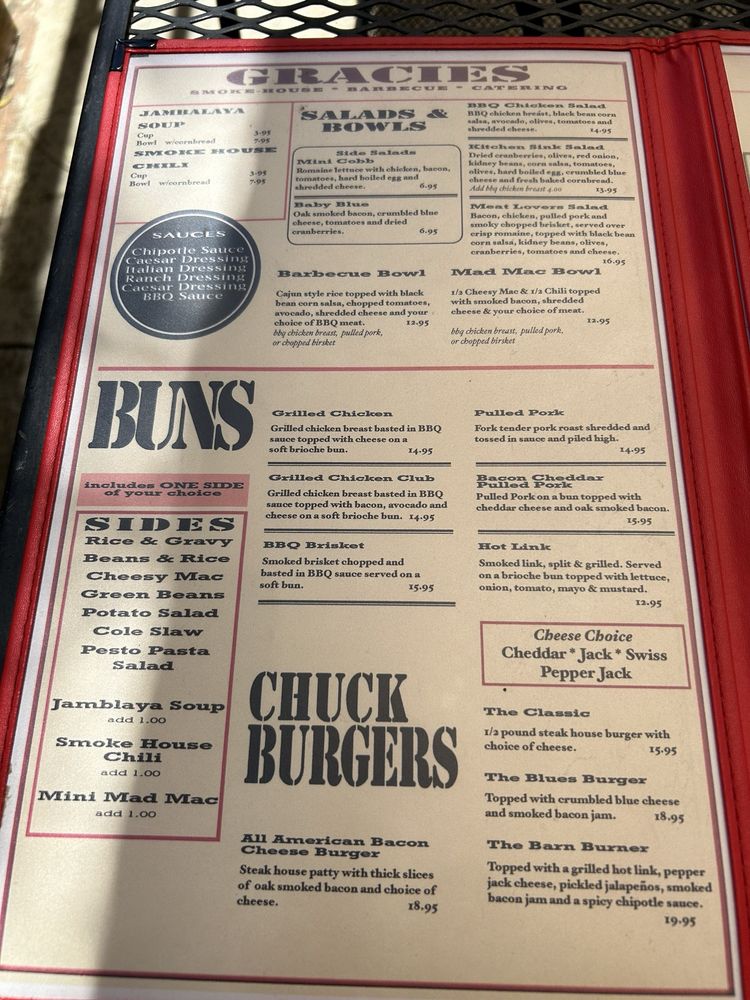 GRACIES
SMOKE-HOUSE * BARBECUE * CATERING
JAMBALAYA
SOUP
Cup 3.95
Bowl w/cornbread 7.95
SMOKE HOUSE
CHILI
Cup 3.95
Bowl w/cornbread 7.95
SAUCES
Chipotle Sauce
Caesar Dressing
Italian Dressing
Ranch Dressing
Caesar Dressing
BBQ Sauce
SALADS &
BOWLS
Side Salads
Mini Cobb
Romaine lettuce with chicken, bacon,
tomatoes, hard boiled egg and
shredded cheese. 6.95
Baby Blue
Oak smoked bacon, crumbled blue
cheese, tomatoes and dried
cranberries. 6.95
BBQ Chicken Salad
BBQ chicken breast, black bean corn
salsa, avocado, olives, tomatoes and
shredded cheese. 14.95
Kitchen Sink Salad
Dried cranberries, olives, red onion,
kidney beans, corn salsa, tomatoes,
olives, hard boiled egg, crumbled blue
cheese and fresh baked cornbread.
Add bbq chicken breast 4.00 13.95
Meat Lovers Salad
Bacon, chicken, pulled pork and
smoky chopped brisket, served over
crisp romaine, topped with black bean
corn salsa, kidney beans, olives,
cranberries, tomatoes and cheese.
16.95
Barbecue Bowl
Cajun style rice topped with black
bean corn salsa, chopped tomatoes,
avocado, shredded cheese and your
choice of BBQ meat. 12.95
bbq chicken breast, pulled pork,
or chopped birsket
Mad Mac Bowl
1/2 Cheesy Mac & 1/2 Chili topped
with smoked bacon, shredded
cheese & your choice of meat.
12.95
bbq chicken breast, pulled pork,
or chopped birsket
BUNS
includes ONE SIDE
of your choice
SIDES
Rice & Gravy
Beans & Rice
Cheesy Mac
Green Beans
Potato Salad
Cole Slaw
Pesto Pasta
Salad
Jamblaya Soup
add 1.00
Smoke House
Chili
add 1.00
Mini Mad Mac
add 1.00
Grilled Chicken
Grilled chicken breast basted in BBQ
sauce topped with cheese on a
soft brioche bun. 14.95
Grilled Chicken Club
Grilled chicken breast basted in BBQ
sauce topped with bacon, avocado and
cheese on a soft brioche bun. 14.95
BBQ Brisket
Smoked brisket chopped and
basted in BBQ sauce served on a
soft bun. 15.95
Pulled Pork
Fork tender pork roast shredded and
tossed in sauce and piled high.
14.95
Bacon Cheddar
Pulled Pork
Pulled Pork on a bun topped with
cheddar cheese and oak smoked bacon.
15.95
Hot Link
Smoked link, split & grilled. Served
on a brioche bun topped with lettuce,
onion, tomato, mayo & mustard.
12.95
Cheese Choice
Cheddar * Jack * Swiss
Pepper Jack
CHUCK
BURGERS
All American Bacon
Cheese Burger
Steak house patty with thick slices
of oak smoked bacon and choice of
cheese. 18.95
The Classic
1/2 pound steak house burger with
choice of cheese. 15.95
The Blues Burger
Topped with crumbled blue cheese
and smoked bacon jam. 18.95
The Barn Burner
Topped with a grilled hot link, pepper
jack cheese, pickled jalapeños, smoked
bacon jam and a spicy chipotle sauce.
19.95